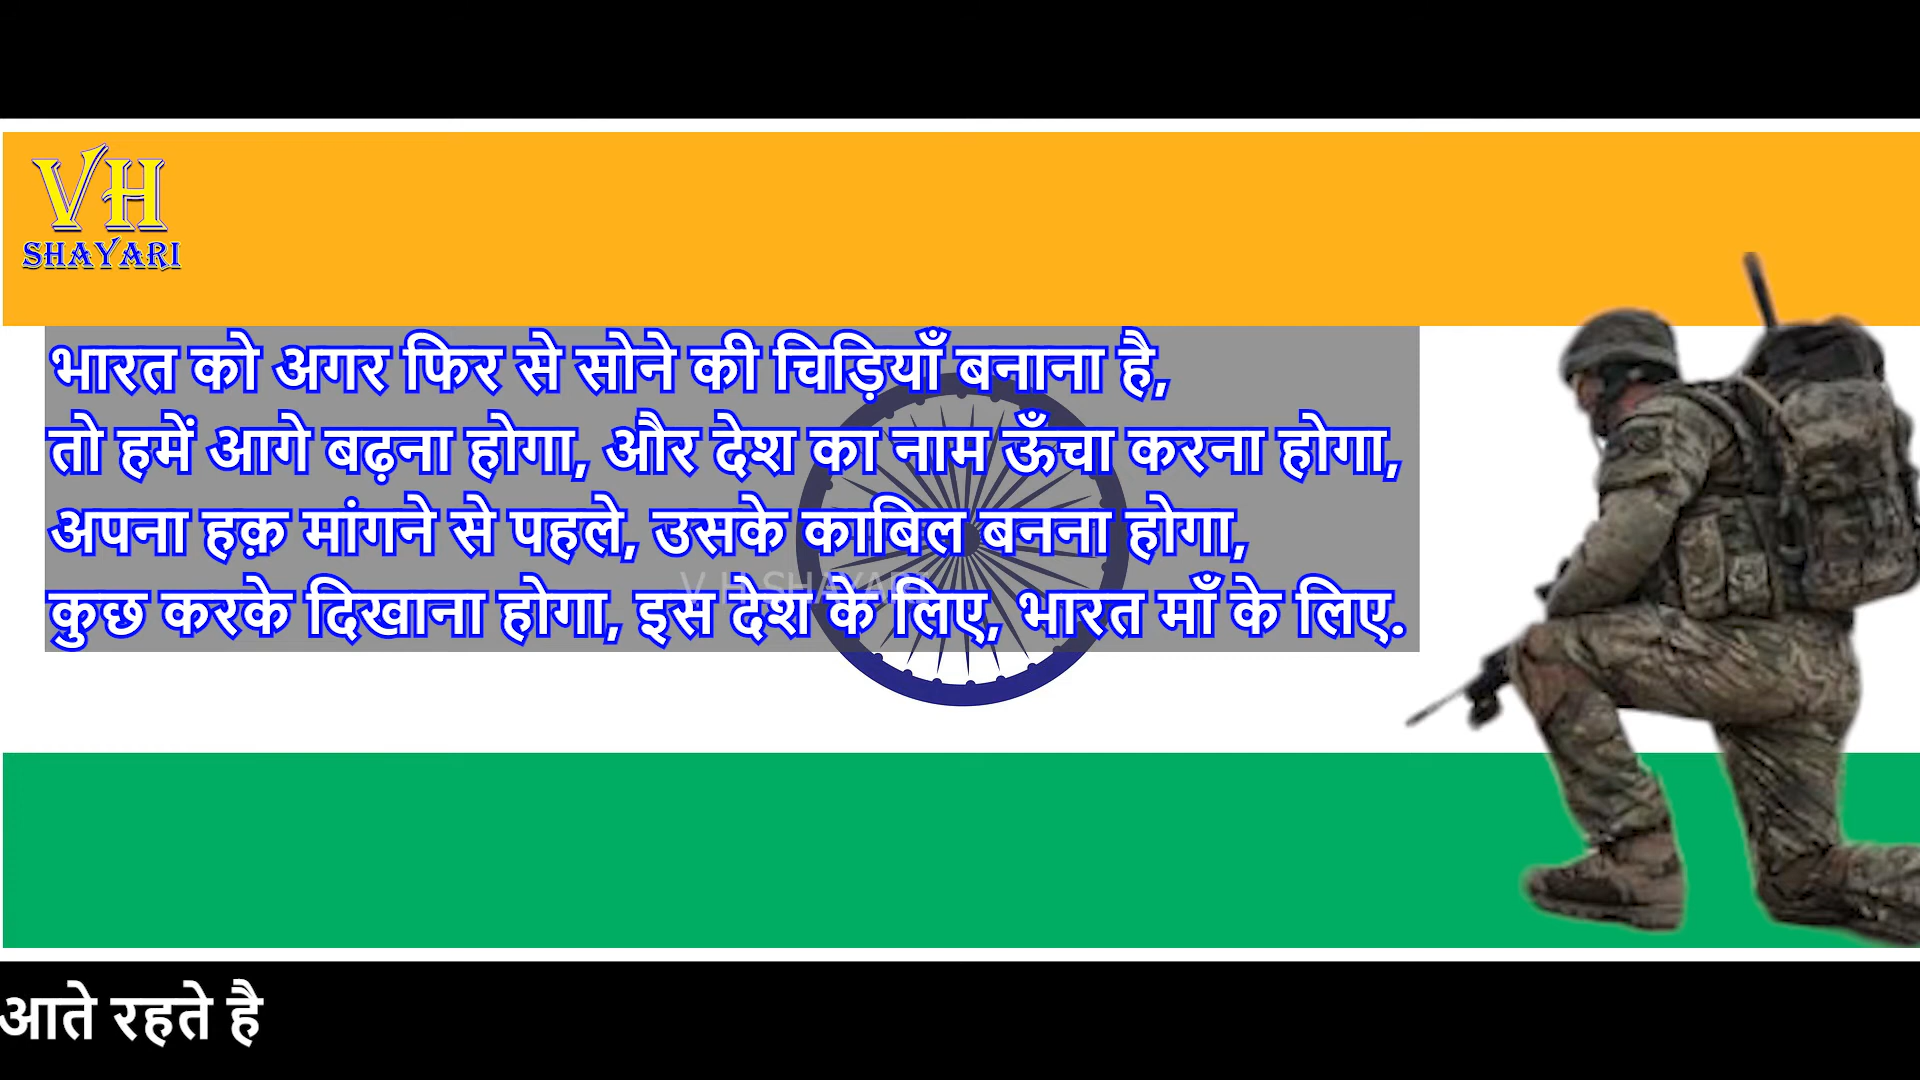 VH
SHAYARI
भारत को अगर फिर से सोने की चिड़ियाँ बनाना है,
तो हमें आगे बढ़ना होगा, और देश का नाम ऊँचा करना होगा,
अपना हक़ मांगने से पहले, उसके काबिल बनना होगा,
V H SHAYARI
कुछ करके दिखाना होगा, इस देश के लिए, भारत माँ के लिए.
आते रहते है